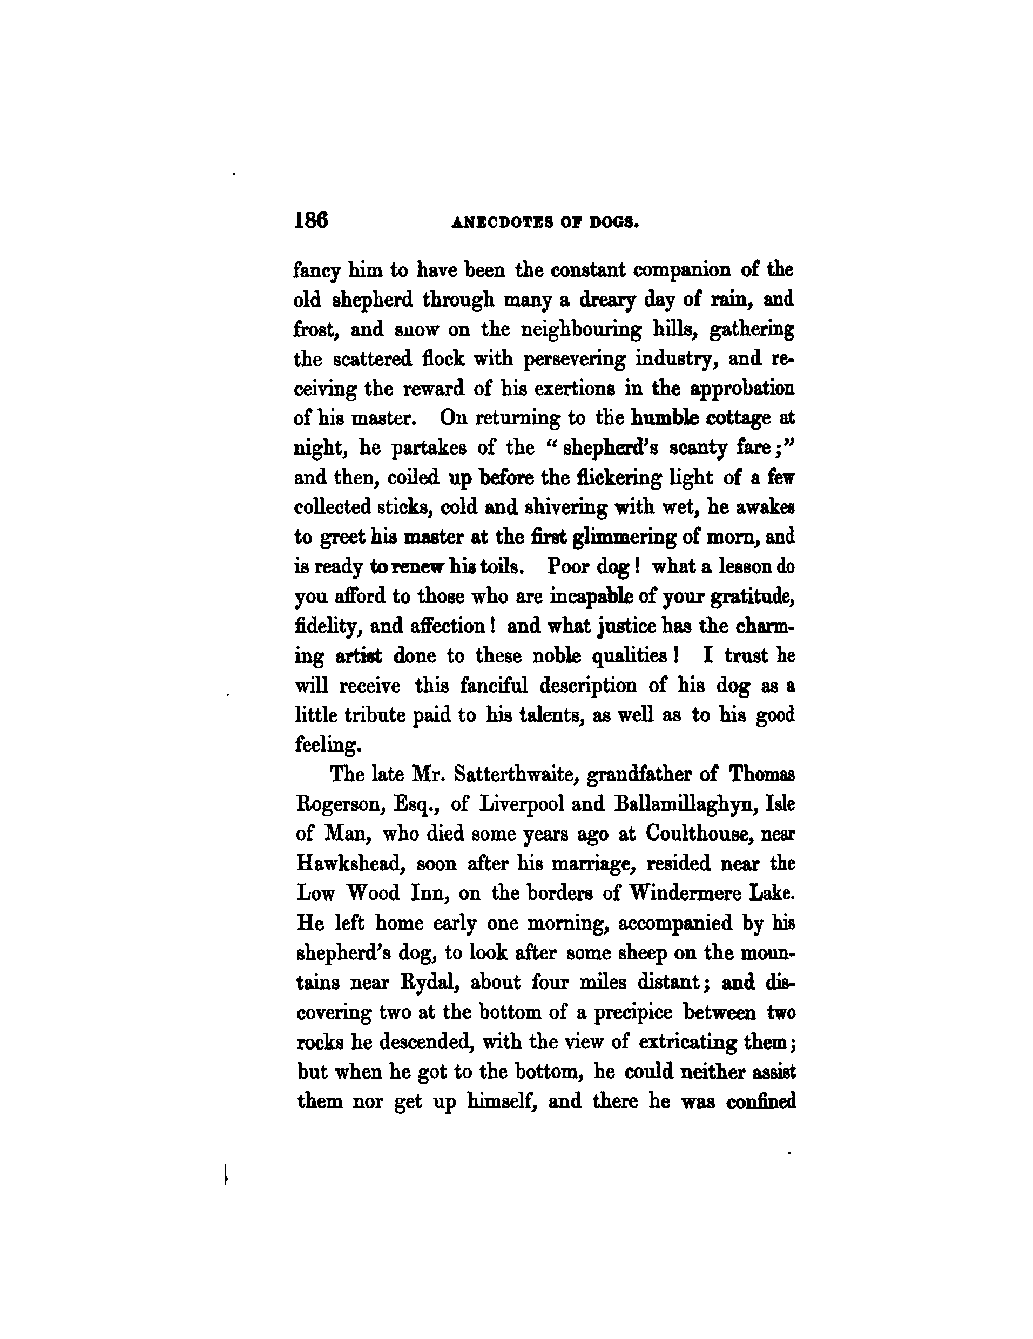 186 ANECDOTES OF DOGS.
fancy him to have been the constant companion of the
old shepherd through many a dreary day of rain, and
frost, and snow on the neighbouring hills, gathering
the scattered flock with persevering industry, and re-
ceiving the reward of his exertions in the approbation
of his master. On returning to the humble cottage at
night, he partakes of the “ shepherd’s scanty fare;”
and then, coiled up before the flickering light of a few
collected sticks, cold and shivering with wet, he awakes
to greet his master at the first glimmering of morn, and
is ready to renew his toils. Poor dog! what a lesson do
you afford to those who are incapable of your gratitude,
fidelity, and affection! and what justice has the charm-
ing artist done to these noble qualities! I trust he
will receive this fanciful description of his dog as a
little tribute paid to his talents, as well as to his good
feeling.
The late Mr. Satterthwaite, grandfather of Thomas
Rogerson, Esq., of Liverpool and Ballamillaghyn, Isle
of Man, who died some years ago at Coulthouse, near
Hawkshead, soon after his marriage, resided near the
Low Wood Inn, on the borders of Windermere Lake.
He left home early one morning, accompanied by his
shepherd’s dog, to look after some sheep on the moun-
tains near Rydal, about four miles distant; and dis-
covering two at the bottom of a precipice between two
rocks he descended, with the view of extricating them;
but when he got to the bottom, he could neither assist
them nor get up himself, and there he was confined